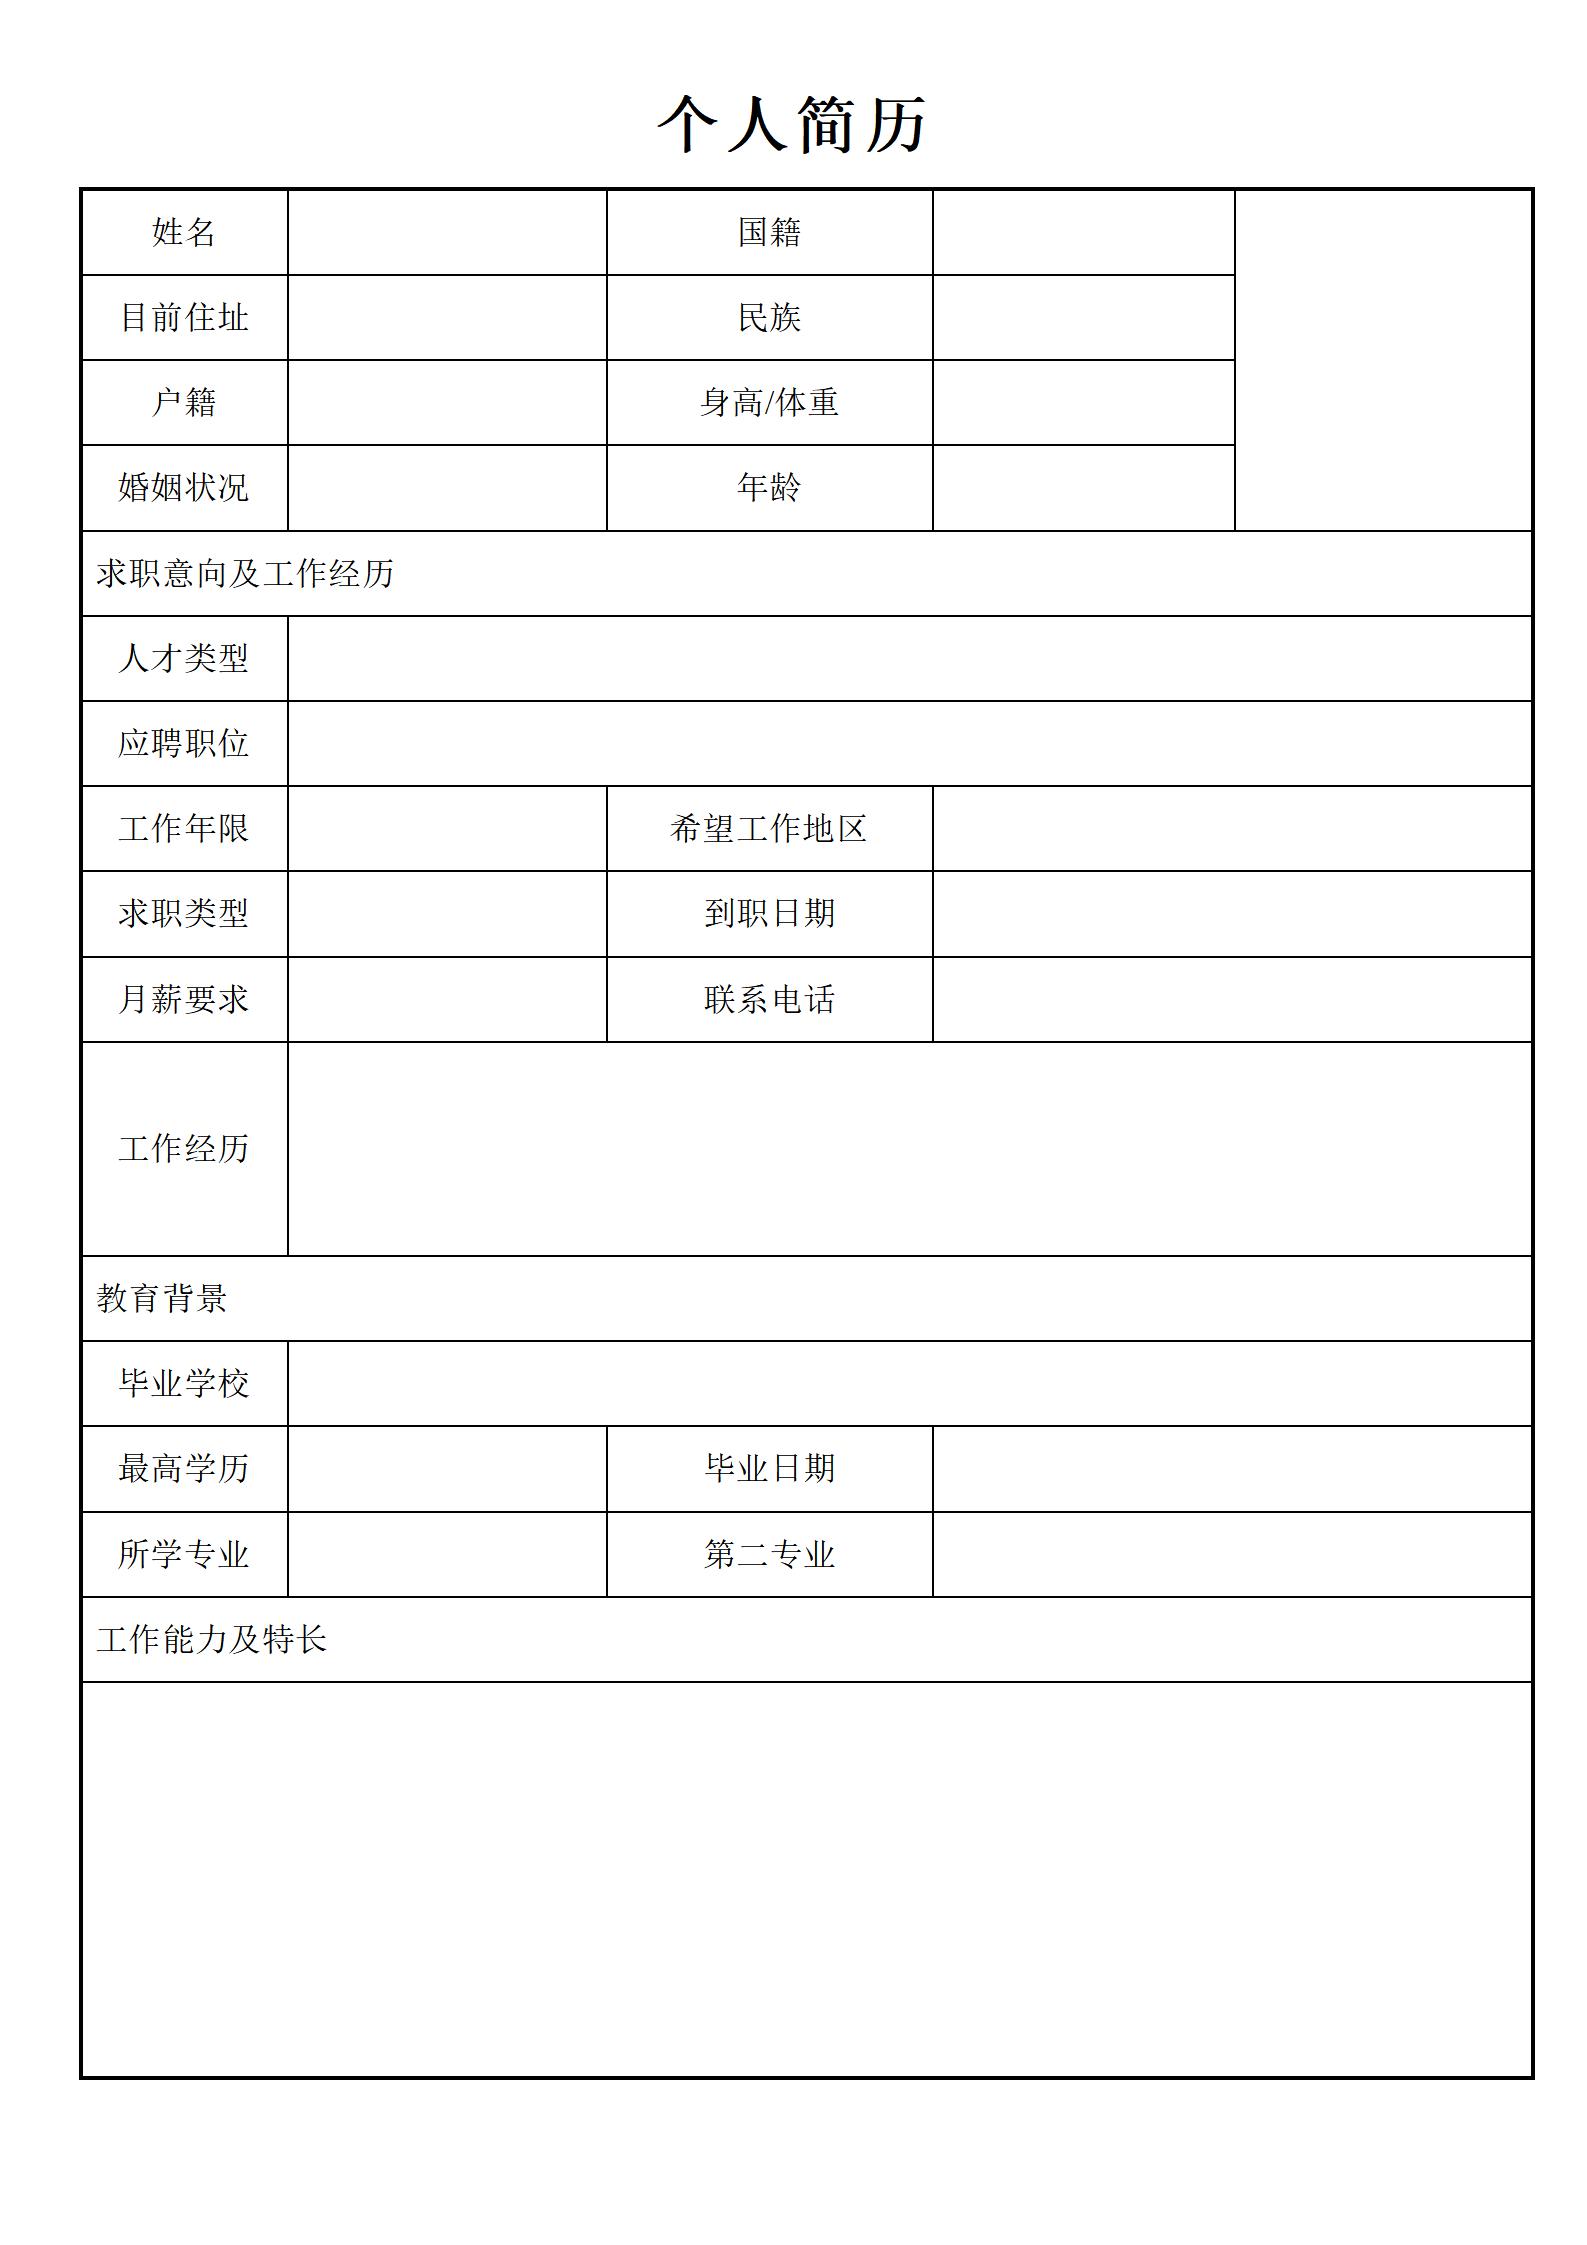 个人简历
姓名 国籍
目前住址 民族
户籍 身高/体重
婚姻状况 年龄
求职意向及工作经历
人才类型
应聘职位
工作年限 希望工作地区
求职类型 到职日期
月薪要求 联系电话
工作经历
教育背景
毕业学校
最高学历 毕业日期
所学专业 第二专业
工作能力及特长